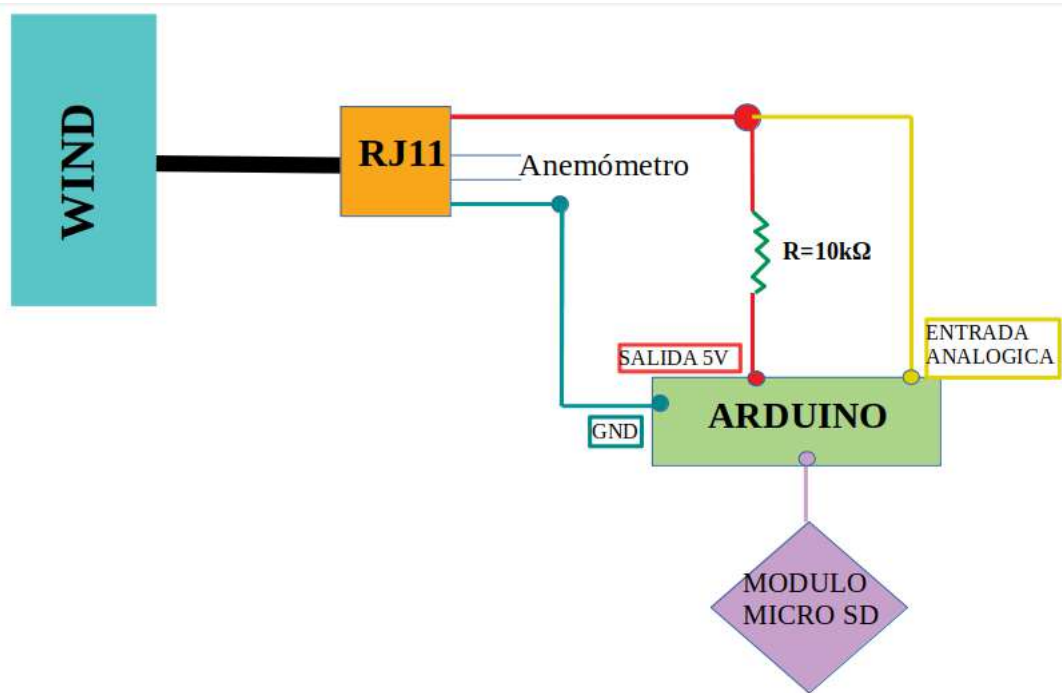 WIND
RJ11
Anemómetro
R=10kΩ
SALIDA 5V
ENTRADA
ANALOGICA
ARDUINO
GND
MODULO
MICRO SD